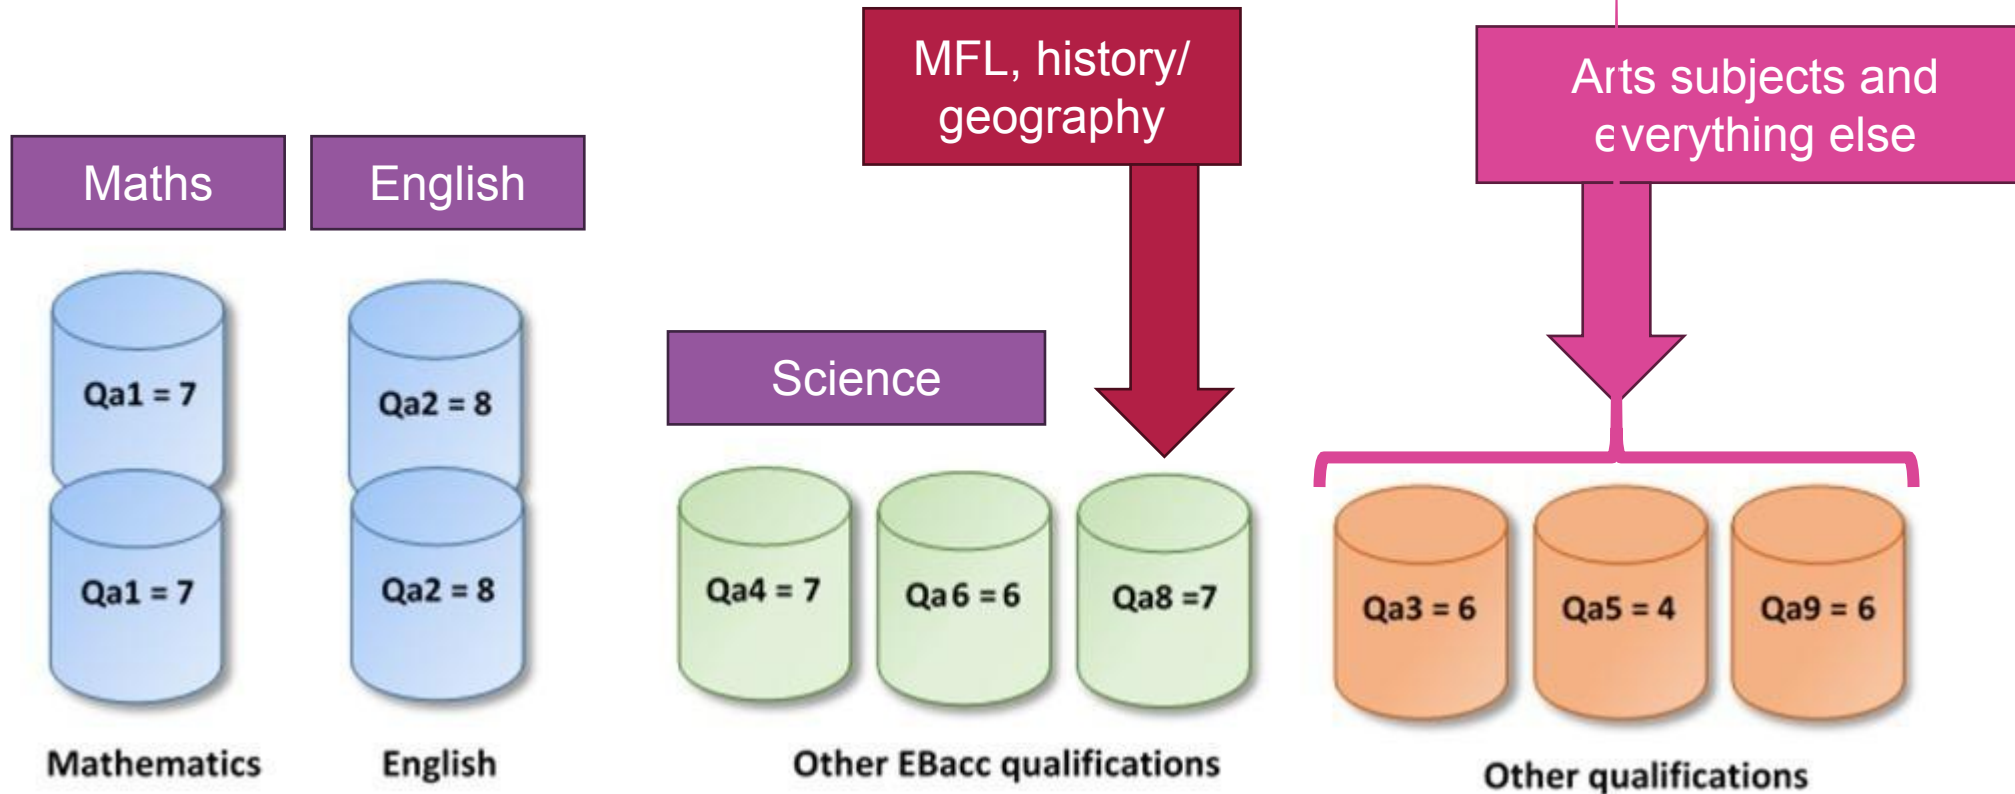 MFL, history/
geography
Arts subjects and
everything else
Maths
English
Science
Qa1 = 7
Qa2 = 8
Qa1 = 7
Qa2 = 8
Qa4 = 7
Qa6 = 6
Qa8 =7
Qa3 = 6
Qa5 = 4
Qa9 = 6
Mathematics
English
Other EBacc qualifications
Other qualifications